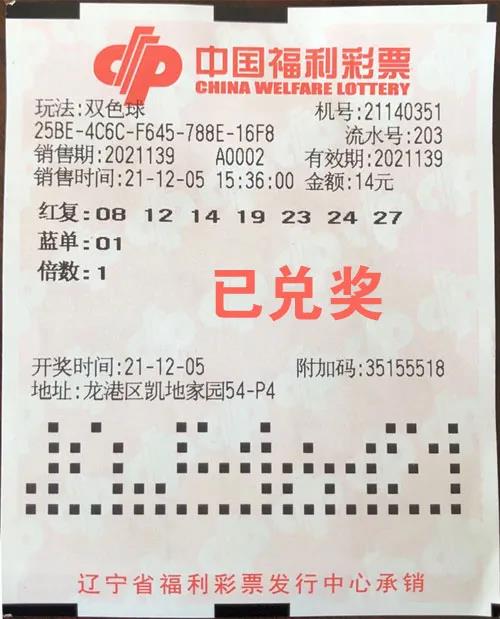 中国福利彩票
CHINA WELFARE LOTTERY
玩法:双色球 机号:21140351
25BE-4C6C-F645-788E-16F8 流水号:203
销售期:2021139 A0002 有效期:2021139
销售时间:21-12-05 15:36:00 金额:14元
红复:08 12 14 19 23 24 27
蓝单:01
倍数:1
已兑奖
开奖时间:21-12-05 附加码:35155518
地址:龙港区凯地家园54-P4
辽宁省福利彩票发行中心承销